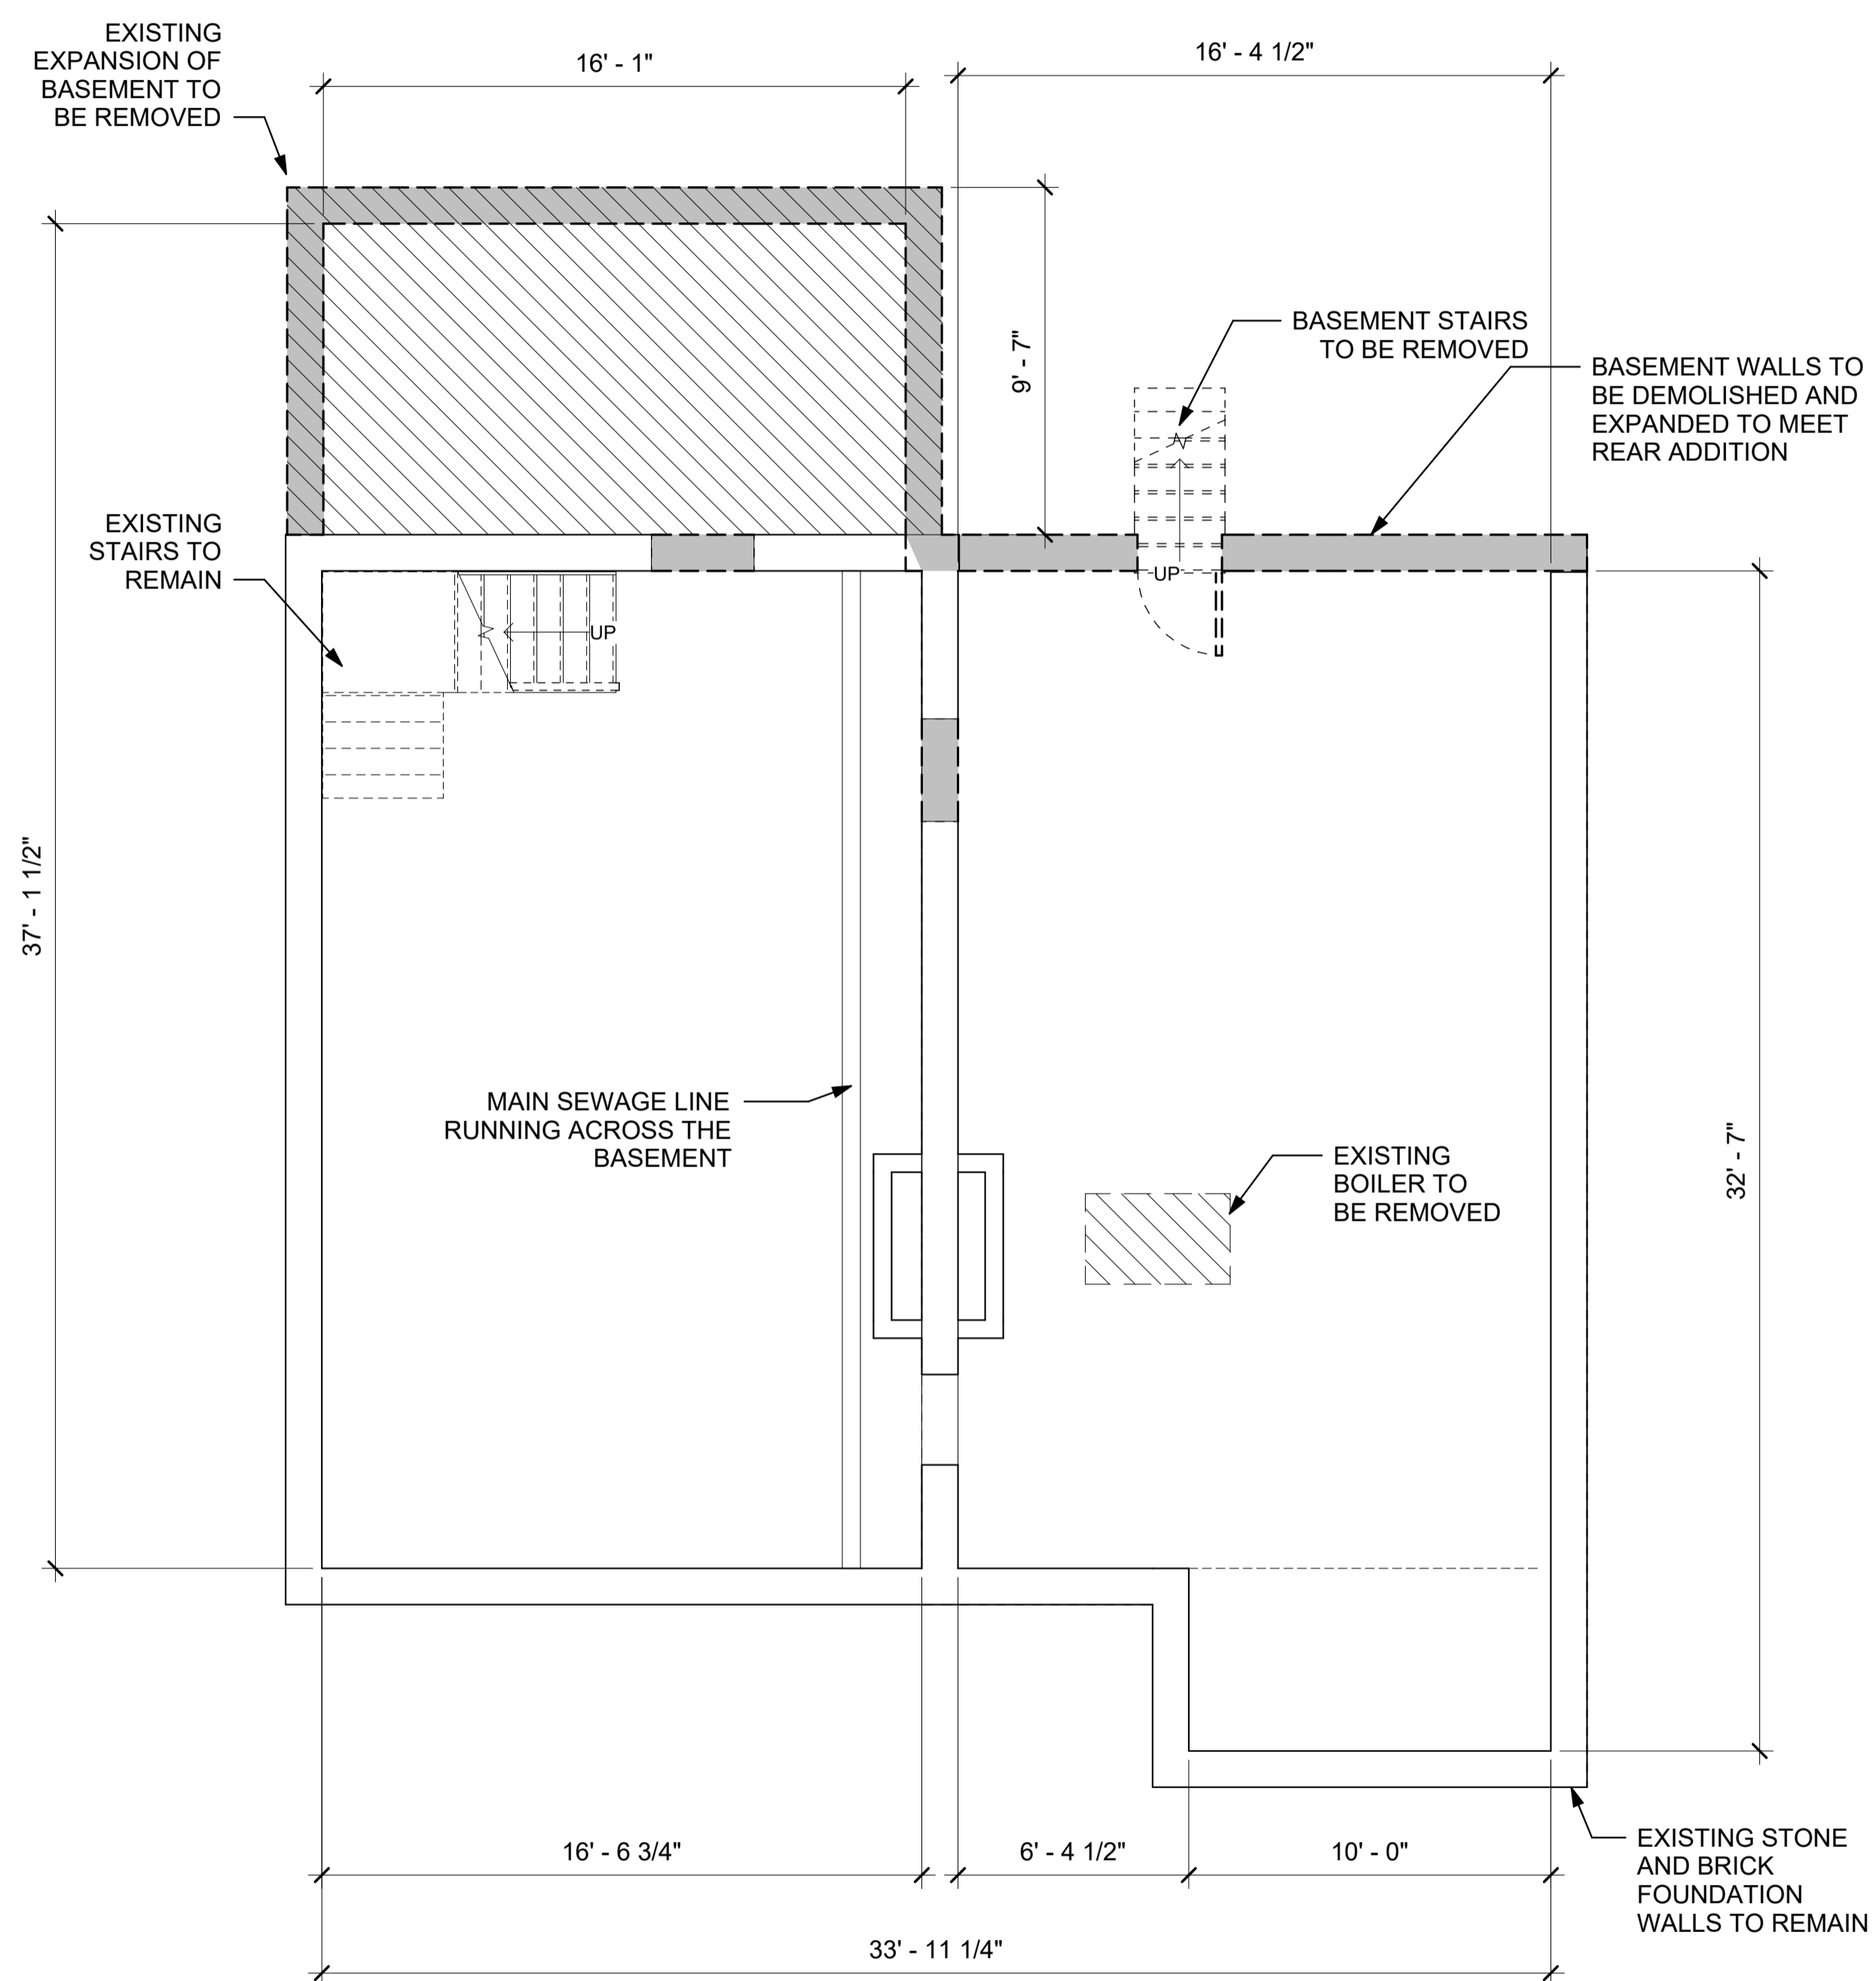 EXISTING
EXPANSION OF
BASEMENT TO
BE REMOVED
16' - 1"
16' - 4 1/2"
9' - 7"
BASEMENT STAIRS
TO BE REMOVED
BASEMENT WALLS TO
BE DEMOLISHED AND
EXPANDED TO MEET
REAR ADDITION
EXISTING
STAIRS TO
REMAIN
UP
UP
37' - 1 1/2"
MAIN SEWAGE LINE
RUNNING ACROSS THE
BASEMENT
EXISTING
BOILER TO
BE REMOVED
32' - 7"
16' - 6 3/4"
6' - 4 1/2"
10' - 0"
EXISTING STONE
AND BRICK
FOUNDATION
WALLS TO REMAIN
33' - 11 1/4"